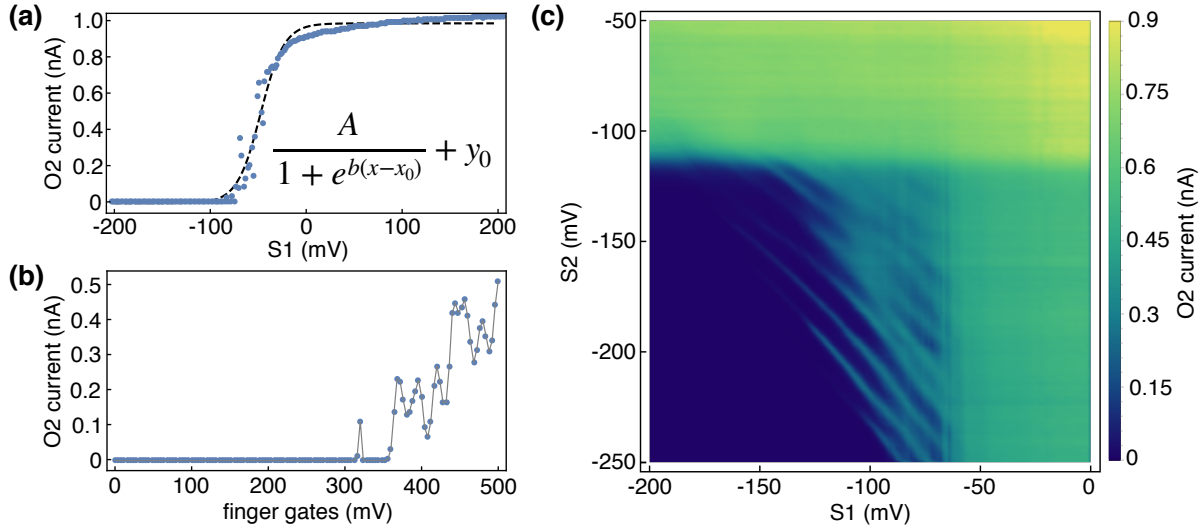 (a)
O2 current (nA)
1.0
0.8
0.6
0.4
0.2
0
-200 -100 0 100 200
S1 (mV)
A
1 + e^{b(x−x_0)} + y_0
(b)
O2 current (nA)
0.5
0.4
0.3
0.2
0.1
0
0 100 200 300 400 500
finger gates (mV)
(c)
S2 (mV)
-50
-100
-150
-200
-250
-200 -150 -100 -50 0
S1 (mV)
0.9
0.75
0.6
0.45
0.3
0.15
0
O2 current (nA)